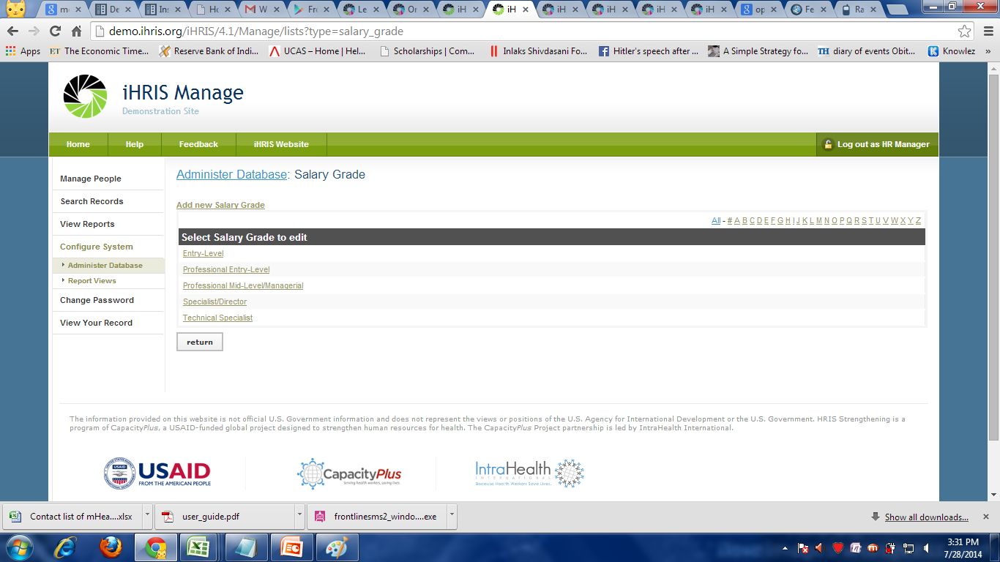 m
De
Ins
Ho
W
Fro
Le
Or
iH
iH
iH
iH
iH
iH
op
Fe
Ra
demo.ihris.org/iHRIS/4.1/Manage/lists?type=salary_grade
Apps ET The Economic Time... Reserve Bank of Indi... UCAS – Home | Hel... Scholarships | Com... Inlaks Shivdasani Fo... Hitler's speech after ... A Simple Strategy fo... TH diary of events Obit... Knowlez »
iHRIS Manage
Demonstration Site
Home Help Feedback iHRIS Website Log out as HR Manager
Manage People
Search Records
View Reports
Configure System
Administer Database
Report Views
Change Password
View Your Record
Administer Database: Salary Grade
Add new Salary Grade
All - # A B C D E F G H I J K L M N O P Q R S T U V W X Y Z
Select Salary Grade to edit
Entry-Level
Professional Entry-Level
Professional Mid-Level/Managerial
Specialist/Director
Technical Specialist
return
The information provided on this website is not official U.S. Government information and does not represent the views or positions of the U.S. Agency for International Development or the U.S. Government. HRIS Strengthening is a
program of CapacityPlus, a USAID-funded global project designed to strengthen human resources for health. The CapacityPlus Project partnership is led by IntraHealth International.
USAID
FROM THE AMERICAN PEOPLE
CapacityPlus
Serving health workers, saving lives.
IntraHealth
INTERNATIONAL
Because Health Workers Save Lives.
Contact list of mHea....xlsx user_guide.pdf frontlinesms2_windo....exe Show all downloads...
3:31 PM
7/28/2014